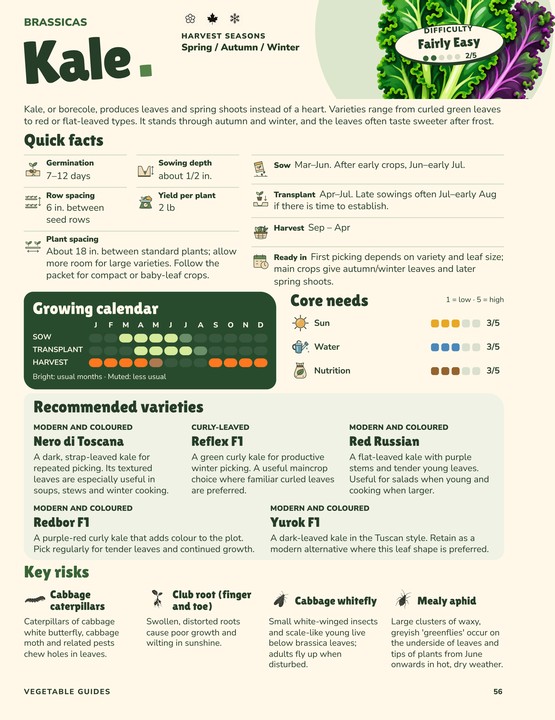 BRASSICAS
Kale.
HARVEST SEASONS
Spring / Autumn / Winter
DIFFICULTY
Fairly Easy
2/5
Kale, or borecole, produces leaves and spring shoots instead of a heart. Varieties range from curled green leaves
to red or flat-leaved types. It stands through autumn and winter, and the leaves often taste sweeter after frost.
Quick facts
Germination
7–12 days
Sowing depth
about 1/2 in.
Row spacing
6 in. between
seed rows
Yield per plant
2 lb
Plant spacing
About 18 in. between standard plants; allow
more room for large varieties. Follow the
packet for compact or baby-leaf crops.
Sow Mar–Jun. After early crops, Jun–early Jul.
Transplant Apr–Jul. Late sowings often Jul–early Aug
if there is time to establish.
Harvest Sep – Apr
Ready in First picking depends on variety and leaf size;
main crops give autumn/winter leaves and later
spring shoots.
Growing calendar
J F M A M J J A S O N D
SOW
TRANSPLANT
HARVEST
Bright: usual months · Muted: less usual
Core needs
1 = low · 5 = high
Sun 3/5
Water 3/5
Nutrition 3/5
Recommended varieties
MODERN AND COLOURED
Nero di Toscana
A dark, strap-leaved kale for
repeated picking. Its textured
leaves are especially useful in
soups, stews and winter cooking.
CURLY-LEAVED
Reflex F1
A green curly kale for productive
winter picking. A useful maincrop
choice where familiar curled leaves
are preferred.
MODERN AND COLOURED
Red Russian
A flat-leaved kale with purple
stems and tender young leaves.
Useful for salads when young and
cooking when larger.
MODERN AND COLOURED
Redbor F1
A purple-red curly kale that adds colour to the plot.
Pick regularly for tender leaves and continued growth.
MODERN AND COLOURED
Yurok F1
A dark-leaved kale in the Tuscan style. Retain as a
modern alternative where this leaf shape is preferred.
Key risks
Cabbage
caterpillars
Caterpillars of cabbage
white butterfly, cabbage
moth and related pests
chew holes in leaves.
Club root (finger
and toe)
Swollen, distorted roots
cause poor growth and
wilting in sunshine.
Cabbage whitefly
Small white-winged insects
and scale-like young live
below brassica leaves;
adults fly up when
disturbed.
Mealy aphid
Large clusters of waxy,
greyish 'greenflies' occur on
the underside of leaves and
tips of plants from June
onwards in hot, dry weather.
VEGETABLE GUIDES
56